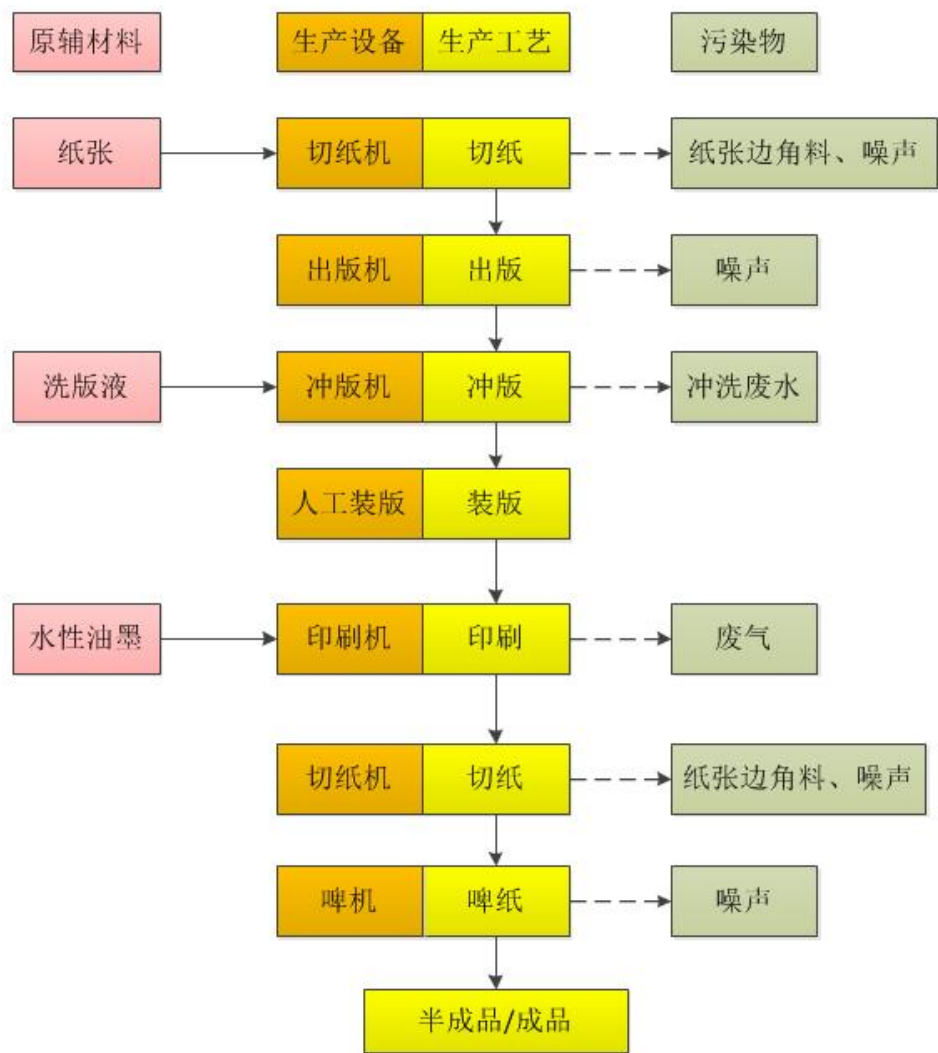 原辅材料 生产设备 生产工艺 污染物
纸张 切纸机 切纸 纸张边角料、噪声
出版机 出版 噪声
洗版液 冲版机 冲版 冲洗废水
人工装版 装版
水性油墨 印刷机 印刷 废气
切纸机 切纸 纸张边角料、噪声
啤机 啤纸 噪声
半成品/成品